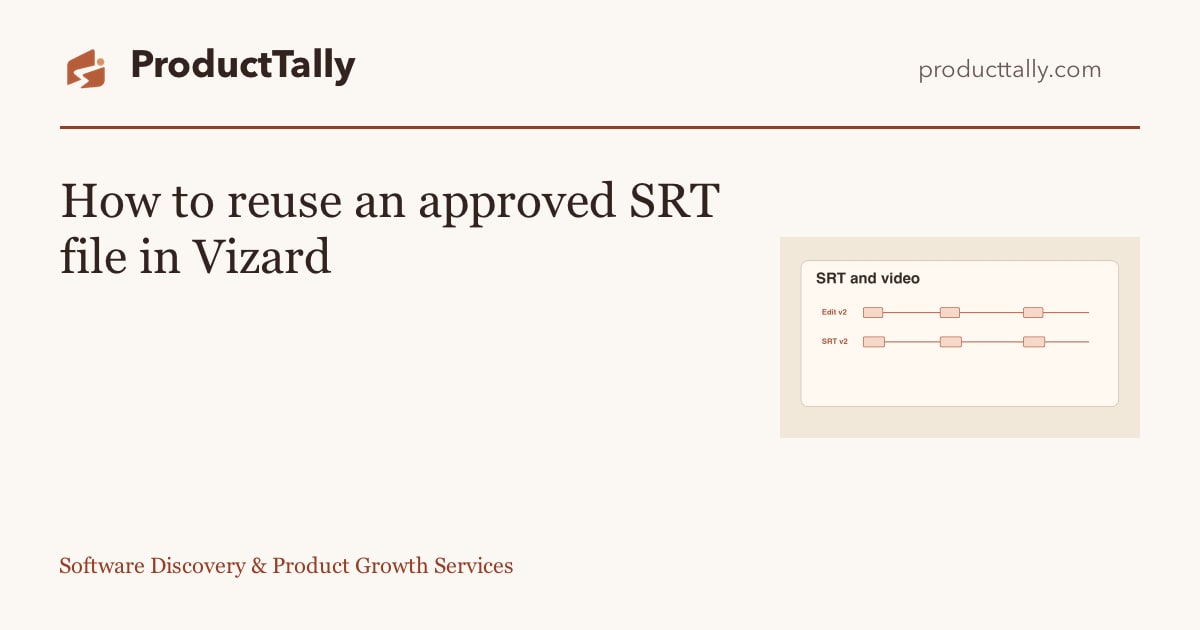 ProductTally
producttally.com
How to reuse an approved SRT
file in Vizard
SRT and video
Edit v2
SRT v2
Software Discovery & Product Growth Services